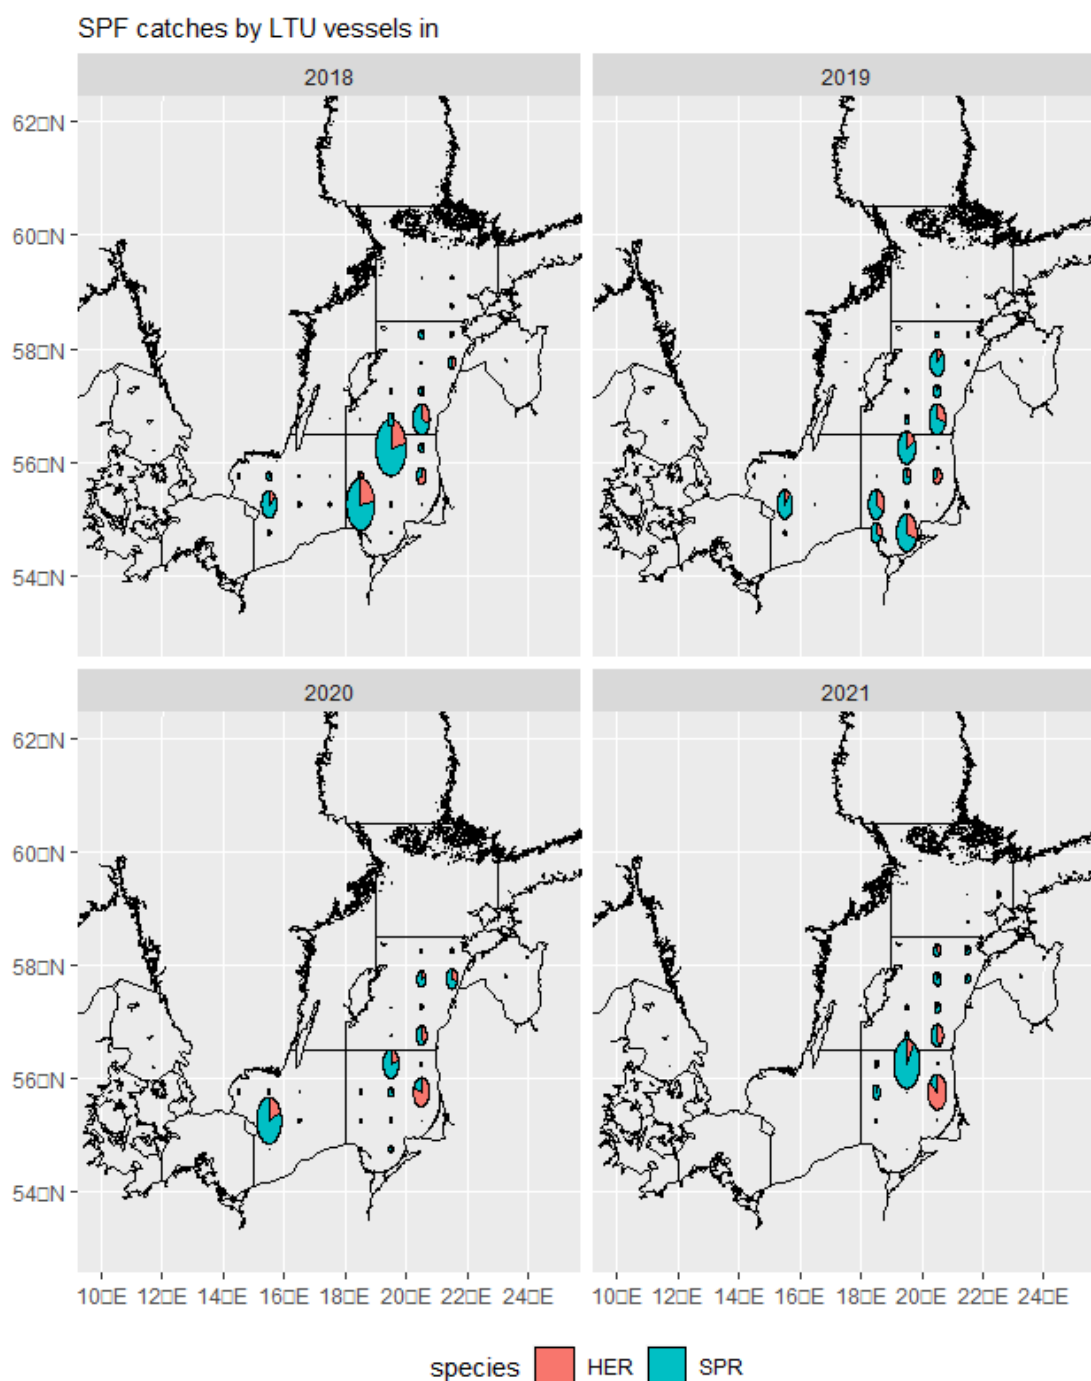 SPF catches by LTU vessels in
2018 2019
62□N
60□N
58□N
56□N
54□N
2020 2021
62□N
60□N
58□N
56□N
54□N
10□E 12□E 14□E 16□E 18□E 20□E 22□E 24□E 10□E 12□E 14□E 16□E 18□E 20□E 22□E 24□E
species HER SPR